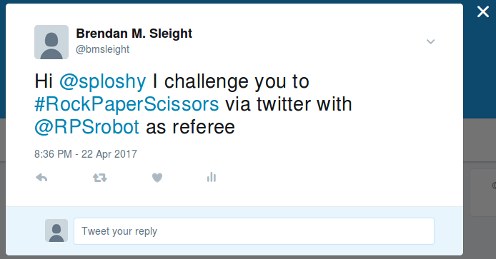 Brendan M. Sleight
@bmsleight
Hi @sploshy I challenge you to
#RockPaperScissors via twitter with
@RPSrobot as referee
8:36 PM - 22 Apr 2017
Tweet your reply